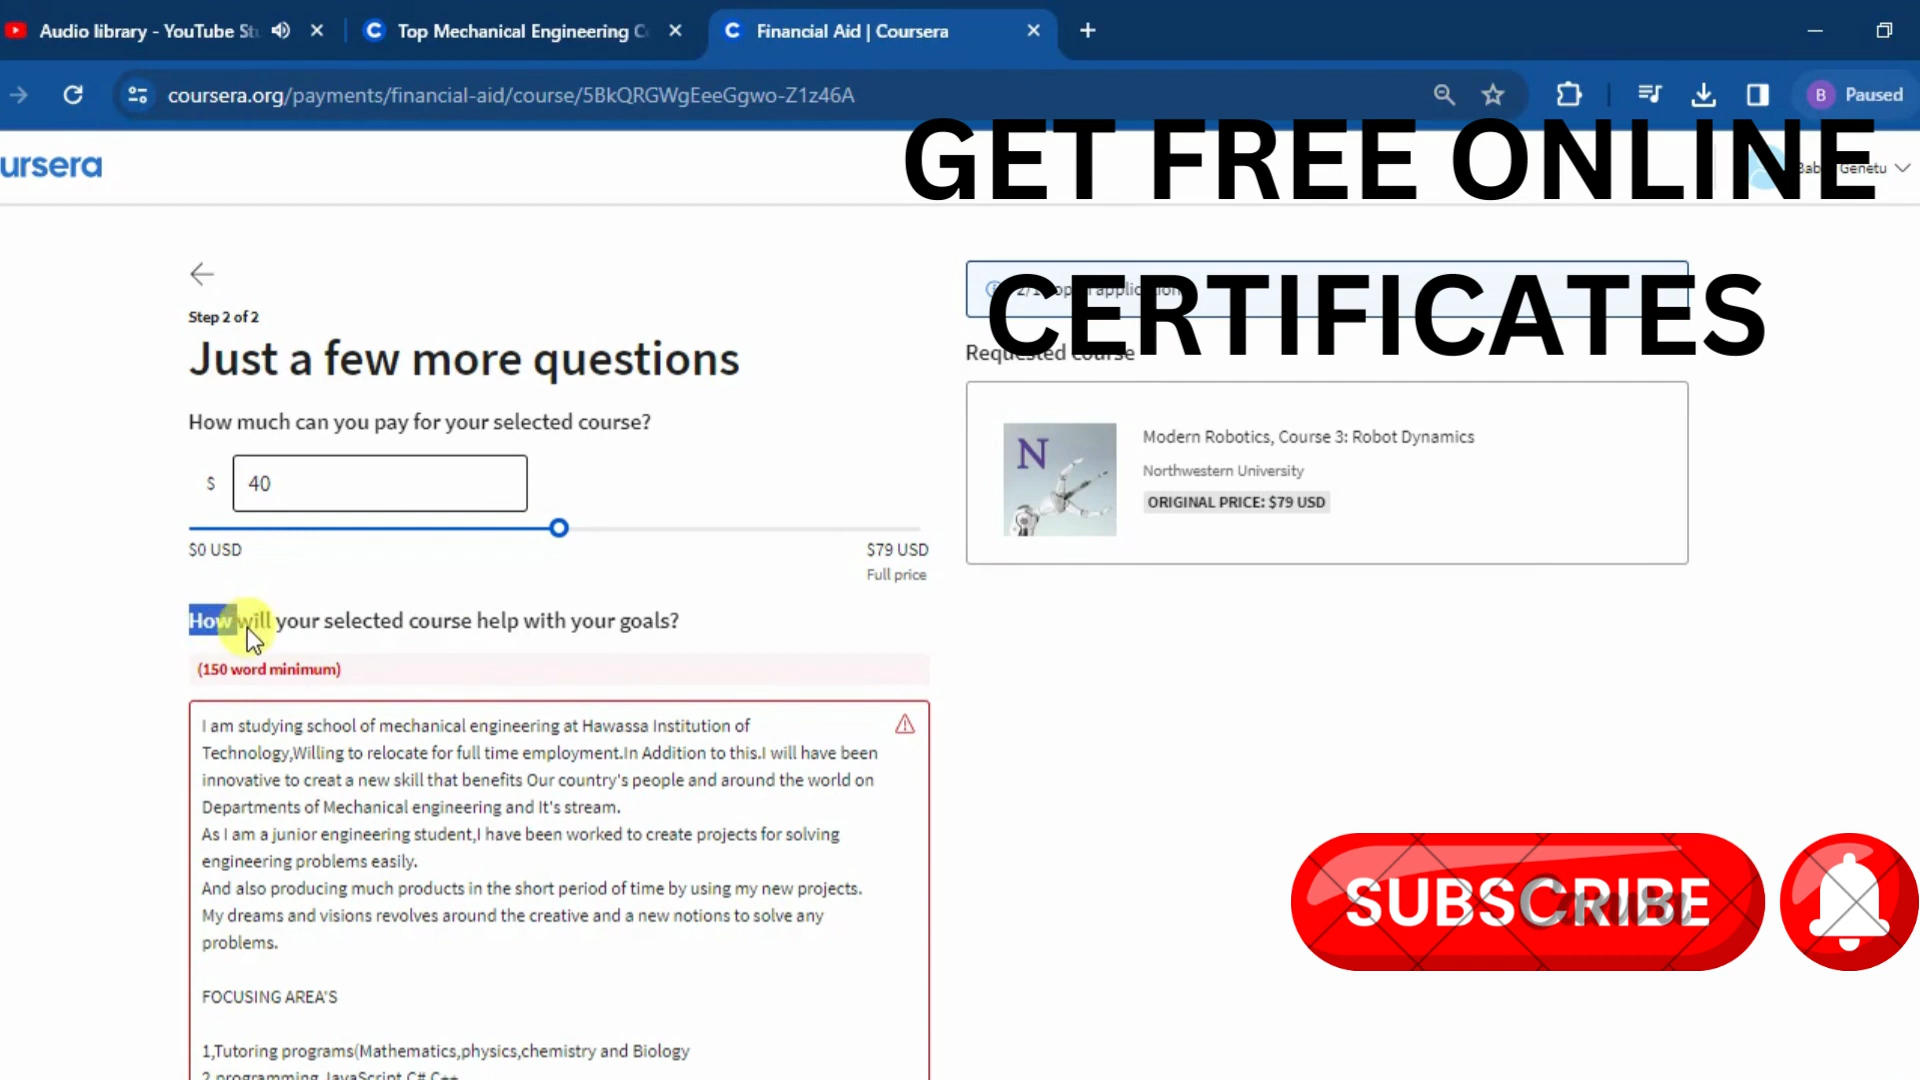 Audio library - YouTube St
Top Mechanical Engineering C
Financial Aid | Coursera
coursera.org/payments/financial-aid/course/5BkQRGWgEeeGgwo-Z1z46A
B Paused
GET FREE ONLINE
CERTIFICATES
ursera
Genetu
Step 2 of 2
Just a few more questions
How much can you pay for your selected course?
$ 40
$0 USD
$79 USD
Full price
How will your selected course help with your goals?
(150 word minimum)
I am studying school of mechanical engineering at Hawassa Institution of
Technology,Willing to relocate for full time employment.In Addition to this.I will have been
innovative to creat a new skill that benefits Our country's people and around the world on
Departments of Mechanical engineering and It's stream.
As I am a junior engineering student,I have been worked to create projects for solving
engineering problems easily.
And also producing much products in the short period of time by using my new projects.
My dreams and visions revolves around the creative and a new notions to solve any
problems.
FOCUSING AREA'S
1,Tutoring programs(Mathematics,physics,chemistry and Biology
2,programming JavaScript C# C++
Requested course
N
Modern Robotics, Course 3: Robot Dynamics
Northwestern University
ORIGINAL PRICE: $79 USD
SUBSCRIBE
Canva